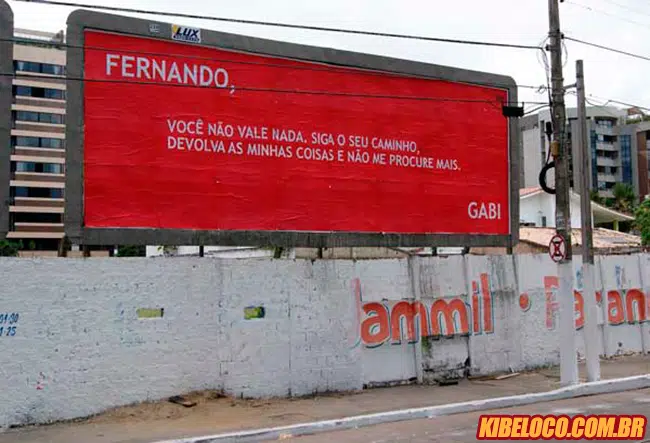 LUX
FERNANDO,
VOCÊ NÃO VALE NADA. SIGA O SEU CAMINHO,
DEVOLVA AS MINHAS COISAS E NÃO ME PROCURE MAIS.
GABI
Jammil
KIBELOCO.COM.BR